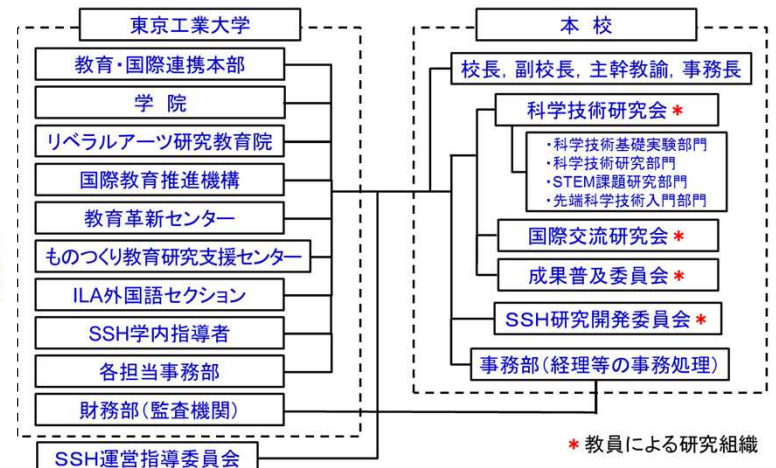 東京工業大学
教育・国際連携本部
学 院
リベラルアーツ研究教育院
国際教育推進機構
教育革新センター
ものつくり教育研究支援センター
ILA外国語セクション
SSH学内指導者
各担当事務部
財務部(監査機関)
SSH運営指導委員会
本 校
校長, 副校長, 主幹教諭, 事務長
科学技術研究会*
・科学技術基礎実験部門
・科学技術研究部門
・STEM課題研究部門
・先端科学技術入門部門
国際交流研究会*
成果普及委員会*
SSH研究開発委員会*
事務部(経理等の事務処理)
* 教員による研究組織